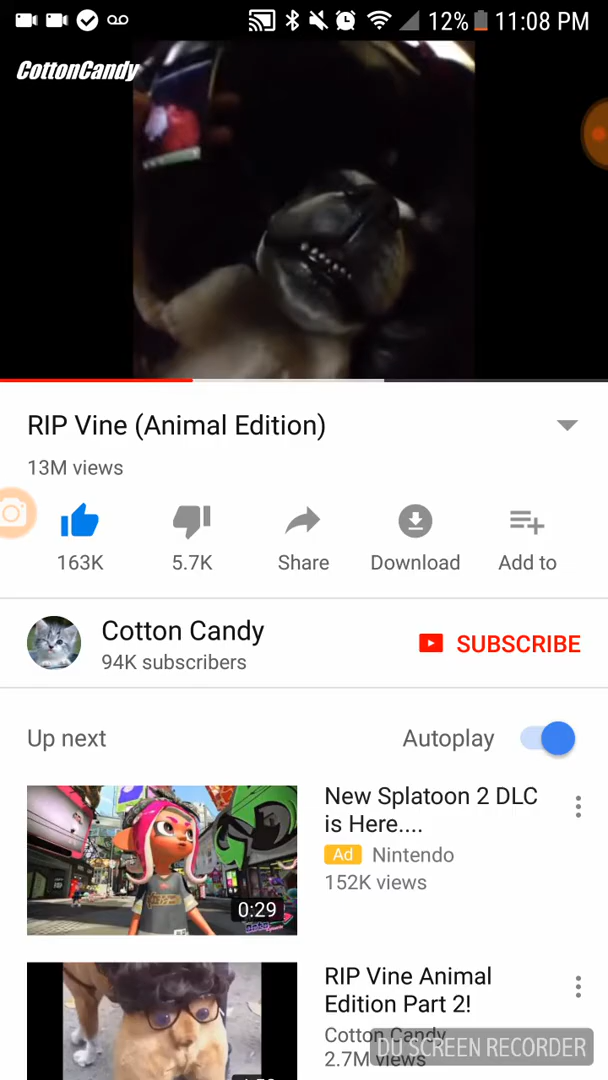 12% 11:08 PM
CottonCandy
RIP Vine (Animal Edition)
13M views
163K
5.7K
Share
Download
Add to
Cotton Candy
94K subscribers
SUBSCRIBE
Up next
Autoplay
New Splatoon 2 DLC
is Here....
Ad Nintendo
152K views
0:29
RIP Vine Animal
Edition Part 2!
Cotton Candy
2.7M views
DU SCREEN RECORDER